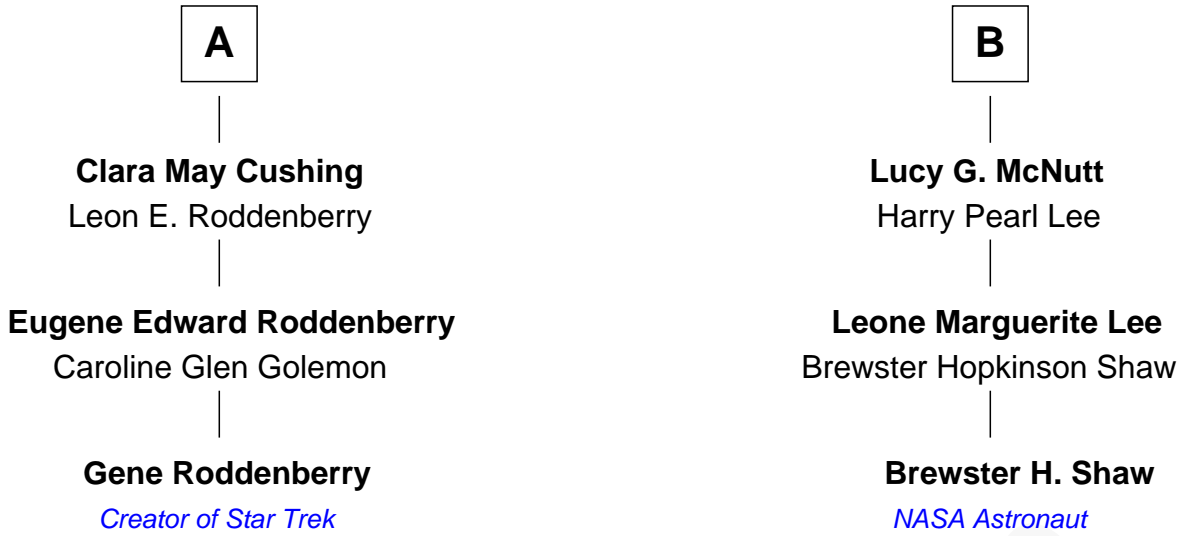 A
Clara May Cushing
Leon E. Roddenberry
Eugene Edward Roddenberry
Caroline Glen Golemon
Gene Roddenberry
Creator of Star Trek
B
Lucy G. McNutt
Harry Pearl Lee
Leone Marguerite Lee
Brewster Hopkinson Shaw
Brewster H. Shaw
NASA Astronaut